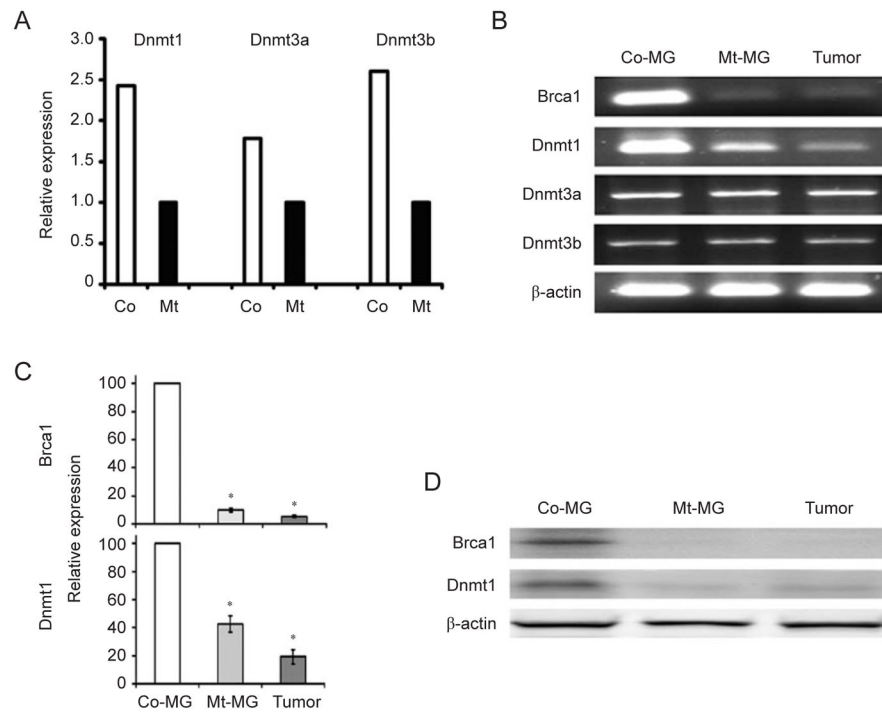 A
Dnmt1 Dnmt3a Dnmt3b
3.0
2.5
2.0
1.5
1.0
0.5
0
Relative expression
Co Mt Co Mt Co Mt
B
Co-MG Mt-MG Tumor
Brca1
Dnmt1
Dnmt3a
Dnmt3b
β-actin
C
100
80
60
40
20
0
Brca1
* *
Relative expression
100
80
60
40
20
0
Dnmt1
*
*
Co-MG Mt-MG Tumor
D
Co-MG Mt-MG Tumor
Brca1
Dnmt1
β-actin